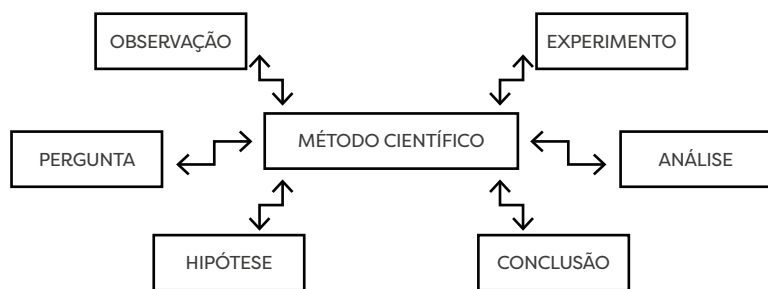 OBSERVAÇÃO
EXPERIMENTO
MÉTODO CIENTÍFICO
PERGUNTA
ANÁLISE
HIPÓTESE
CONCLUSÃO